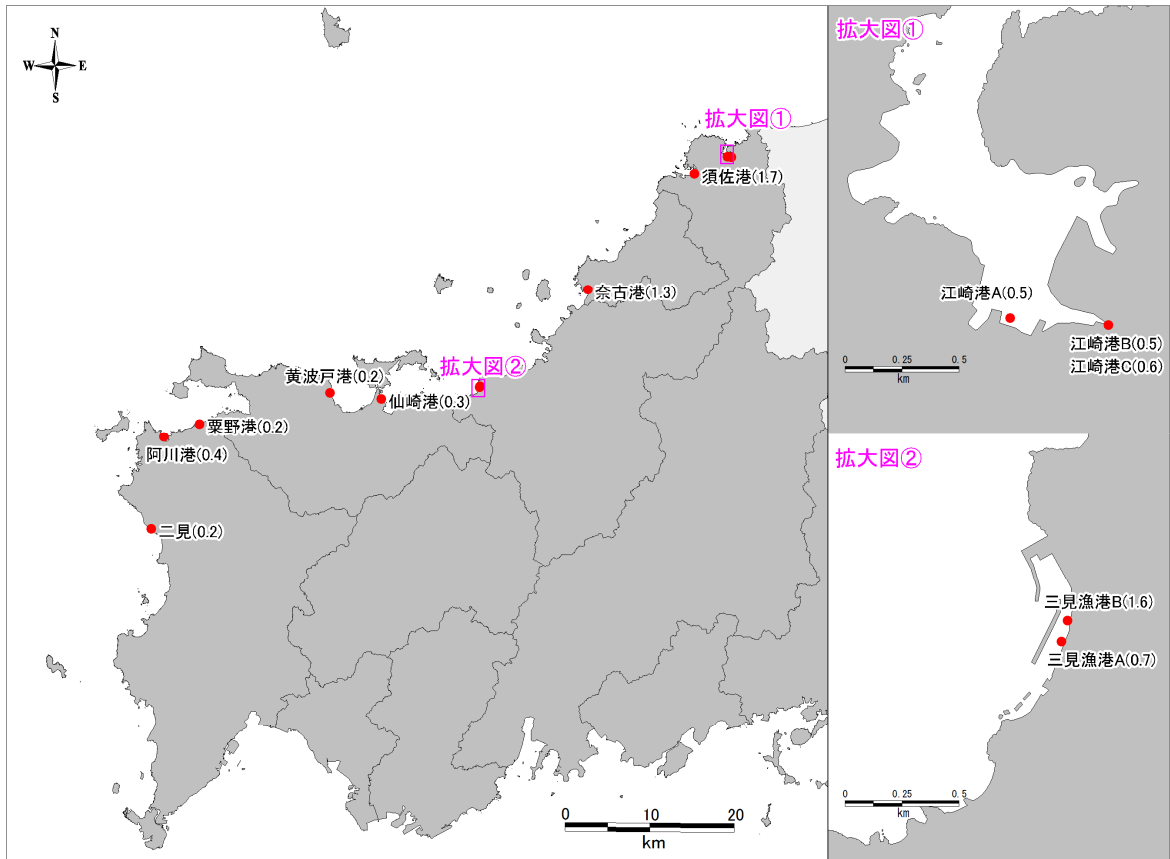 N
W E
S
拡大図①
須佐港(1.7)
奈古港(1.3)
拡大図②
黄波戸港(0.2)
仙崎港(0.3)
粟野港(0.2)
阿川港(0.4)
二見(0.2)
0 10 20
km
拡大図①
江崎港A(0.5)
江崎港B(0.5)
江崎港C(0.6)
0 0.25 0.5
km
拡大図②
三見漁港B(1.6)
三見漁港A(0.7)
0 0.25 0.5
km